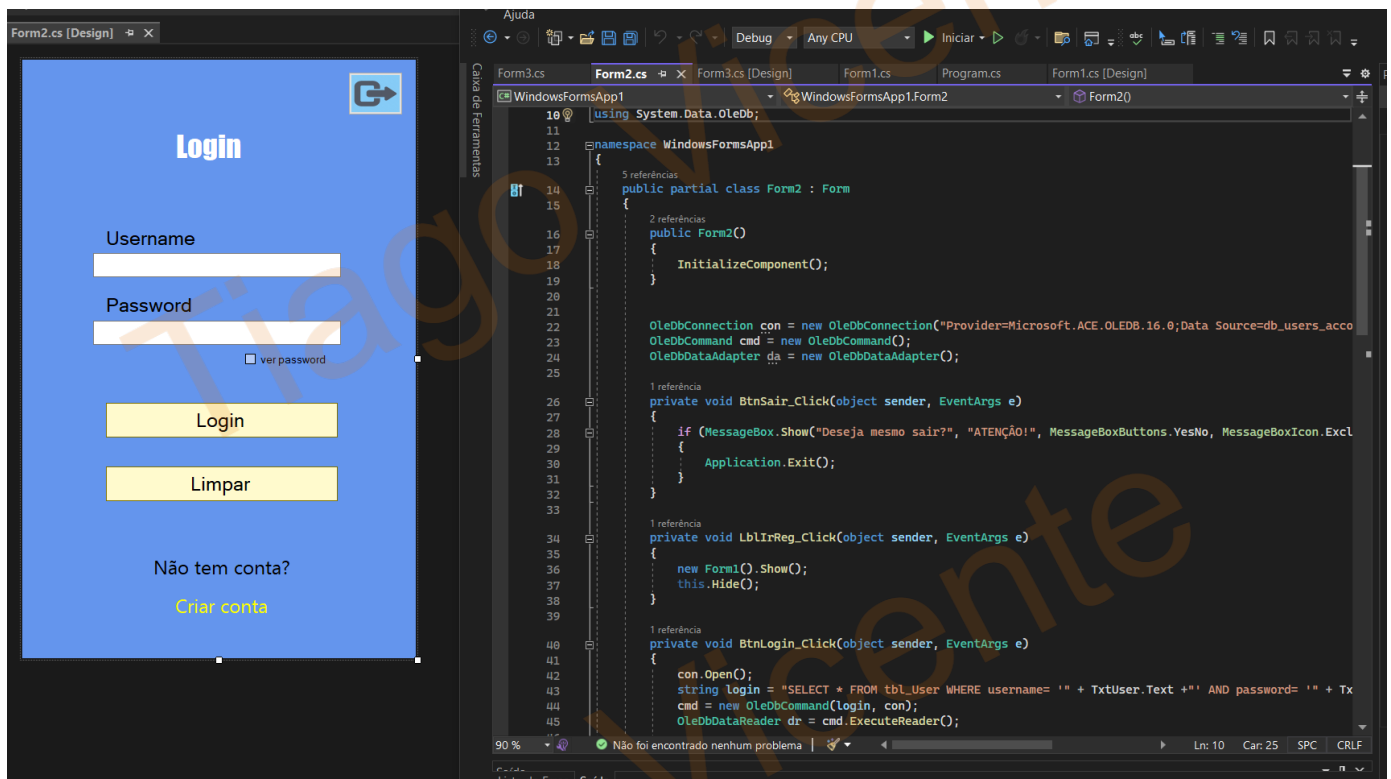 Ajuda
Form2.cs [Design]
Debug
Any CPU
Iniciar
Form3.cs
Form2.cs
Form3.cs [Design]
Form1.cs
Program.cs
Form1.cs [Design]
WindowsFormsApp1
WindowsFormsApp1.Form2
Form2()
Caixa de Ferramentas
Login
Username
Password
ver password
Login
Limpar
Não tem conta?
Criar conta
10 using System.Data.OleDb;
11
12 namespace WindowsFormsApp1
13 {
5 referências
14 public partial class Form2 : Form
15 {
2 referências
16 public Form2()
17 {
18 InitializeComponent();
19 }
20
21
22 OleDbConnection con = new OleDbConnection("Provider=Microsoft.ACE.OLEDB.16.0;Data Source=db_users_acco
23 OleDbCommand cmd = new OleDbCommand();
24 OleDbDataAdapter da = new OleDbDataAdapter();
25
1 referência
26 private void BtnSair_Click(object sender, EventArgs e)
27 {
28 if (MessageBox.Show("Deseja mesmo sair?", "ATENÇÂO!", MessageBoxButtons.YesNo, MessageBoxIcon.Excl
29 {
30 Application.Exit();
31 }
32 }
33
1 referência
34 private void LblIrReg_Click(object sender, EventArgs e)
35 {
36 new Form1().Show();
37 this.Hide();
38 }
39
1 referência
40 private void BtnLogin_Click(object sender, EventArgs e)
41 {
42 con.Open();
43 string login = "SELECT * FROM tbl_User WHERE username= '" + TxtUser.Text +"' AND password= '" + Tx
44 cmd = new OleDbCommand(login, con);
45 OleDbDataReader dr = cmd.ExecuteReader();
90 %
Não foi encontrado nenhum problema
Ln: 10
Car: 25
SPC
CRLF
Tiago Vicente
Vicente